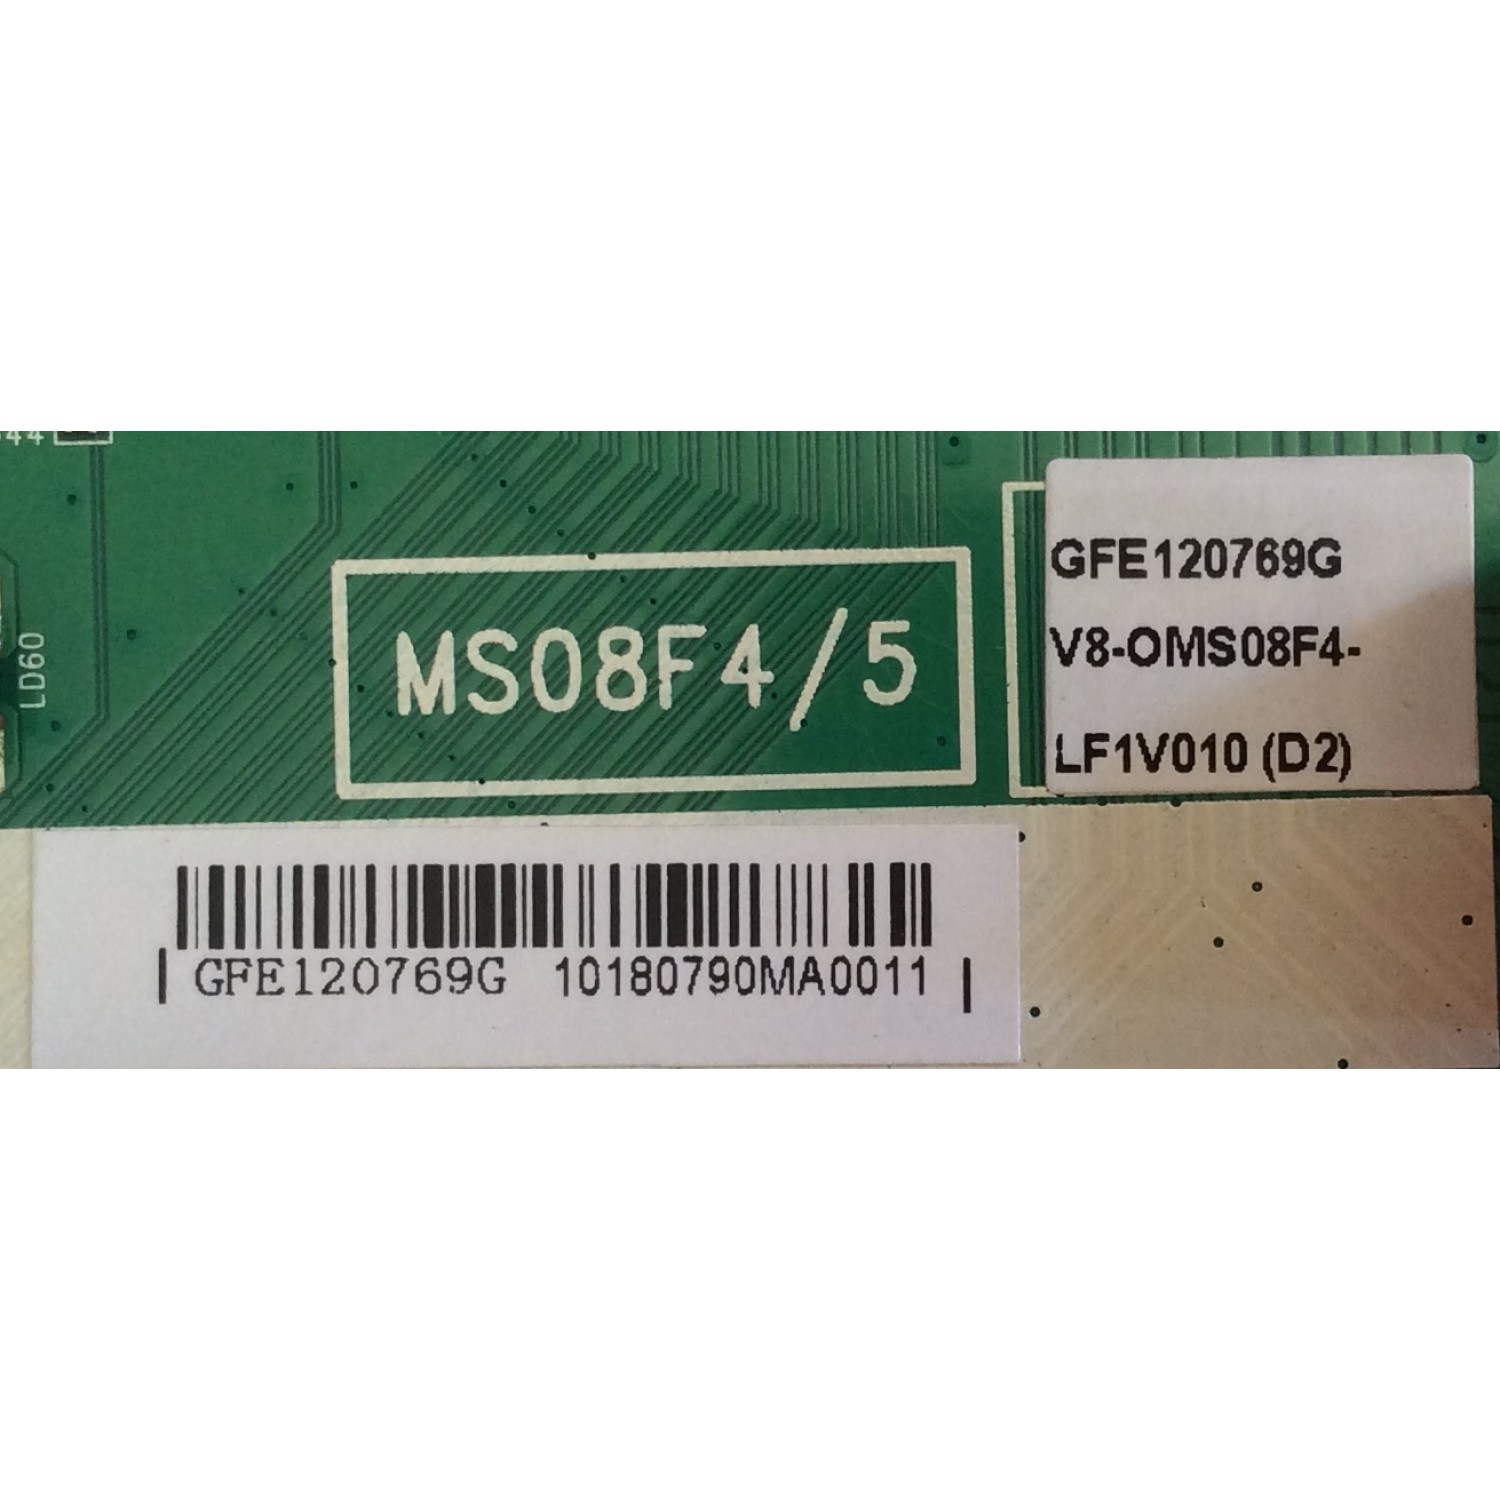 44
LD60
MS08F4/5
GFE120769G
V8-OMS08F4-
LF1V010 (D2)
GFE120769G 10180790MA0011